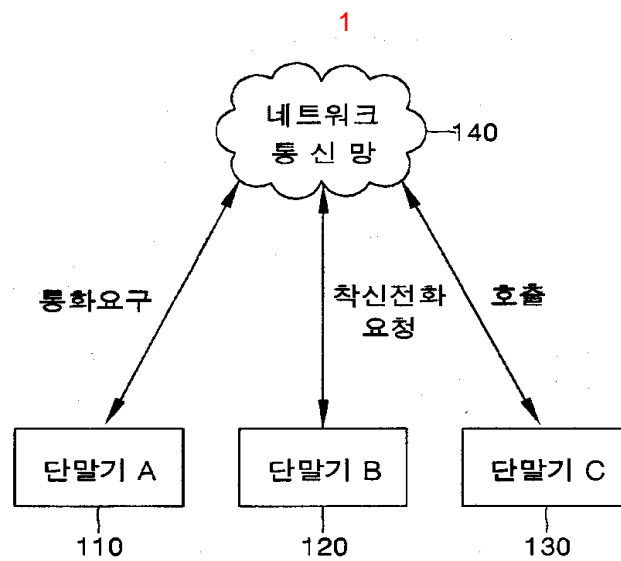 1
네트워크
통 신 망
140
통화요구
착신전화
요청
호출
단말기 A
단말기 B
단말기 C
110
120
130